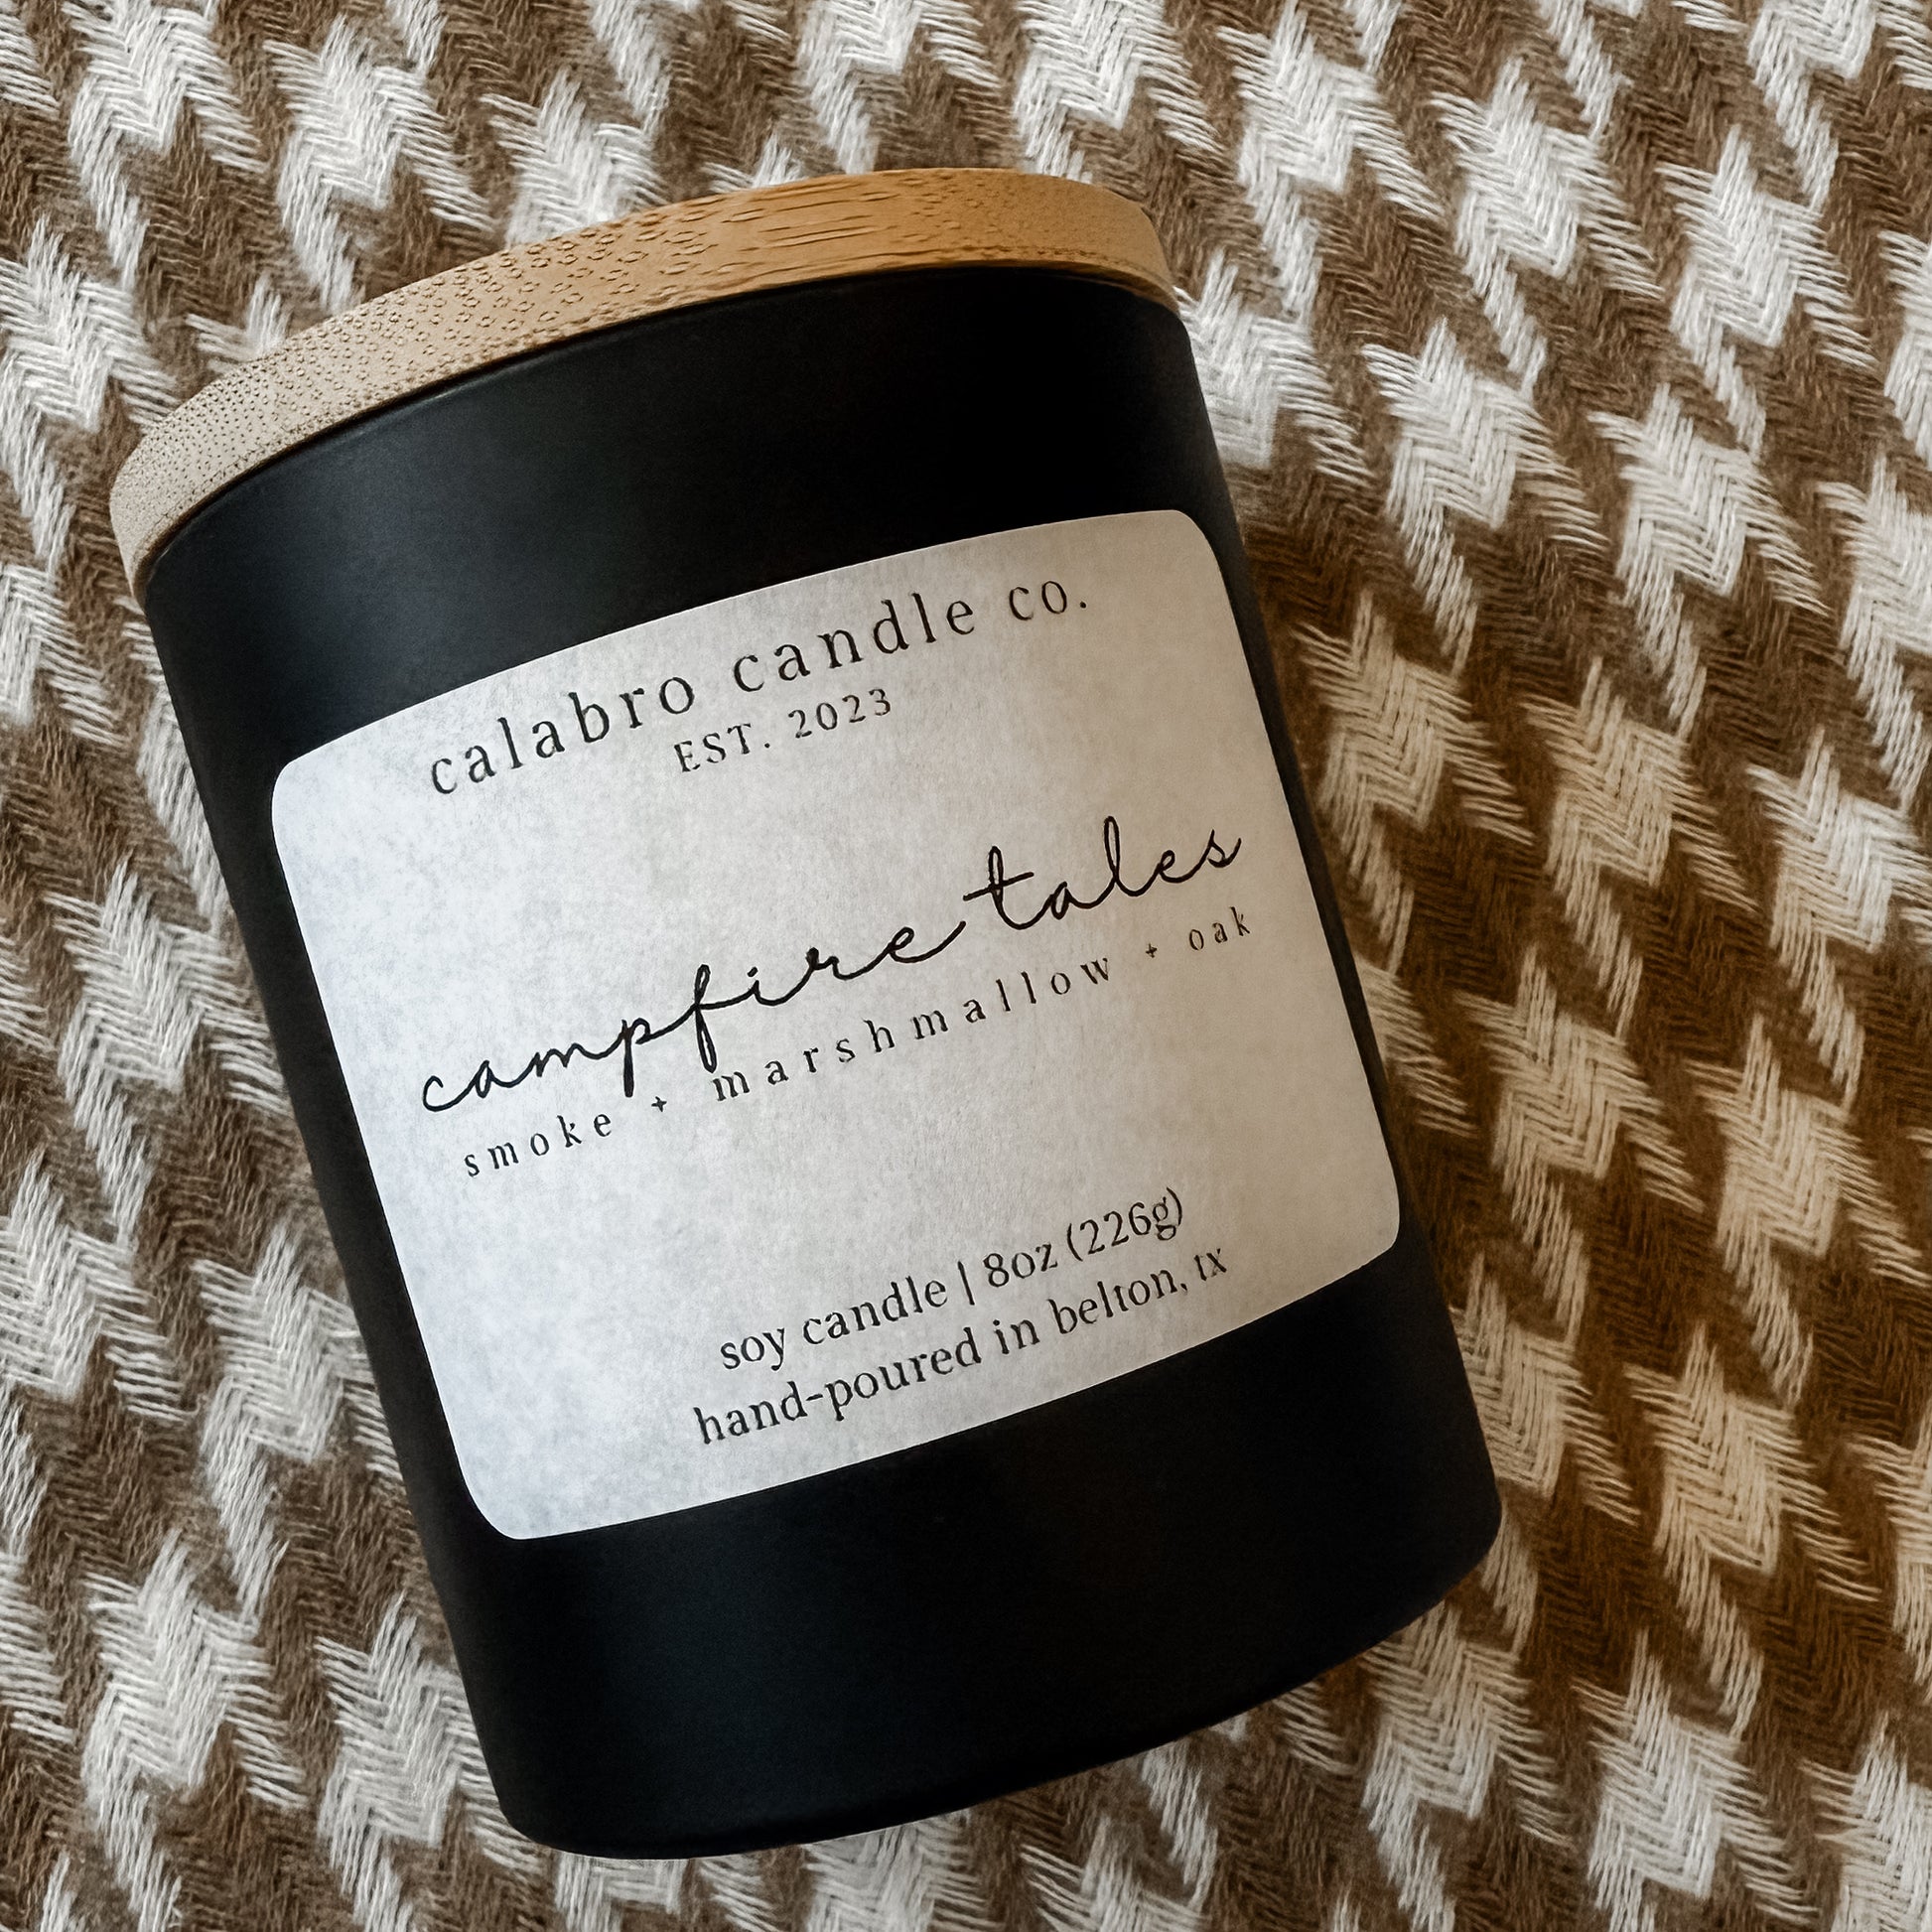 calabro candle co.
EST. 2023
campfire tales
smoke + marshmallow + oak
soy candle | 8oz (226g)
hand-poured in belton, tx